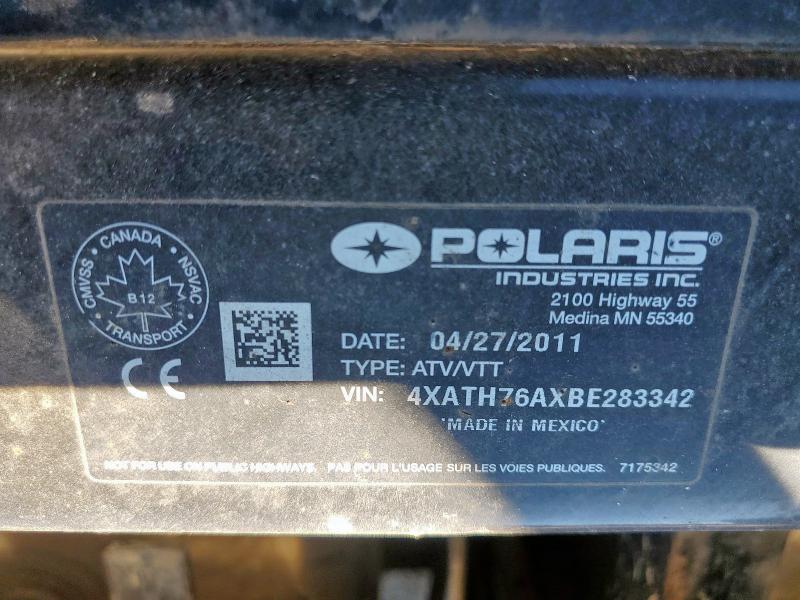 CANADA
CMVSS • NSVAC
B 12
TRANSPORT
CE
POLARIS®
INDUSTRIES INC.
2100 Highway 55
Medina MN 55340
DATE: 04/27/2011
TYPE: ATV/VTT
VIN: 4XATH76AXBE283342
"MADE IN MEXICO"
NOT FOR USE ON PUBLIC HIGHWAYS. PAS POUR L'USAGE SUR LES VOIES PUBLIQUES. 7175342